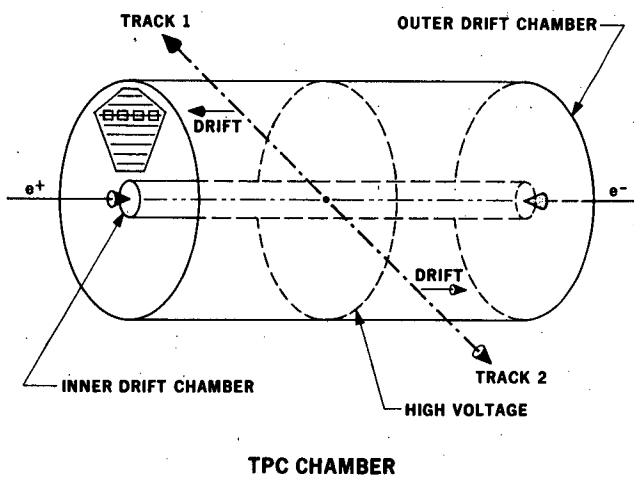 TRACK 1
OUTER DRIFT CHAMBER
DRIFT
e+
e-
DRIFT
INNER DRIFT CHAMBER
TRACK 2
HIGH VOLTAGE
TPC CHAMBER